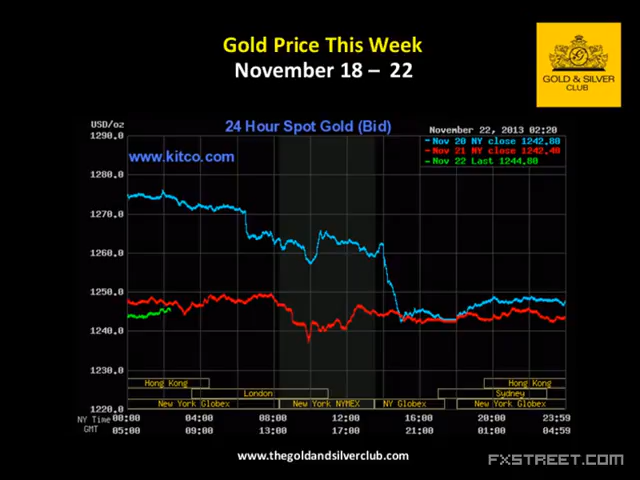 Gold Price This Week
November 18 – 22
GOLD & SILVER
CLUB
USD/oz
24 Hour Spot Gold (Bid)
November 22, 2013 02:20
www.kitco.com
Nov 20 NY close 1242.80
Nov 21 NY close 1242.40
Nov 22 Last 1244.80
1290.0
1280.0
1270.0
1260.0
1250.0
1240.0
1230.0
1220.0
Hong Kong
Hong Kong
London
Sydney
New York Globex
New York NYMEX
NY Globex
New York Globex
NY Time 00:00 04:00 08:00 12:00 16:00 20:00 23:59
GMT 05:00 09:00 13:00 17:00 21:00 01:00 04:59
www.thegoldandsilverclub.com
FXSTREET.COM